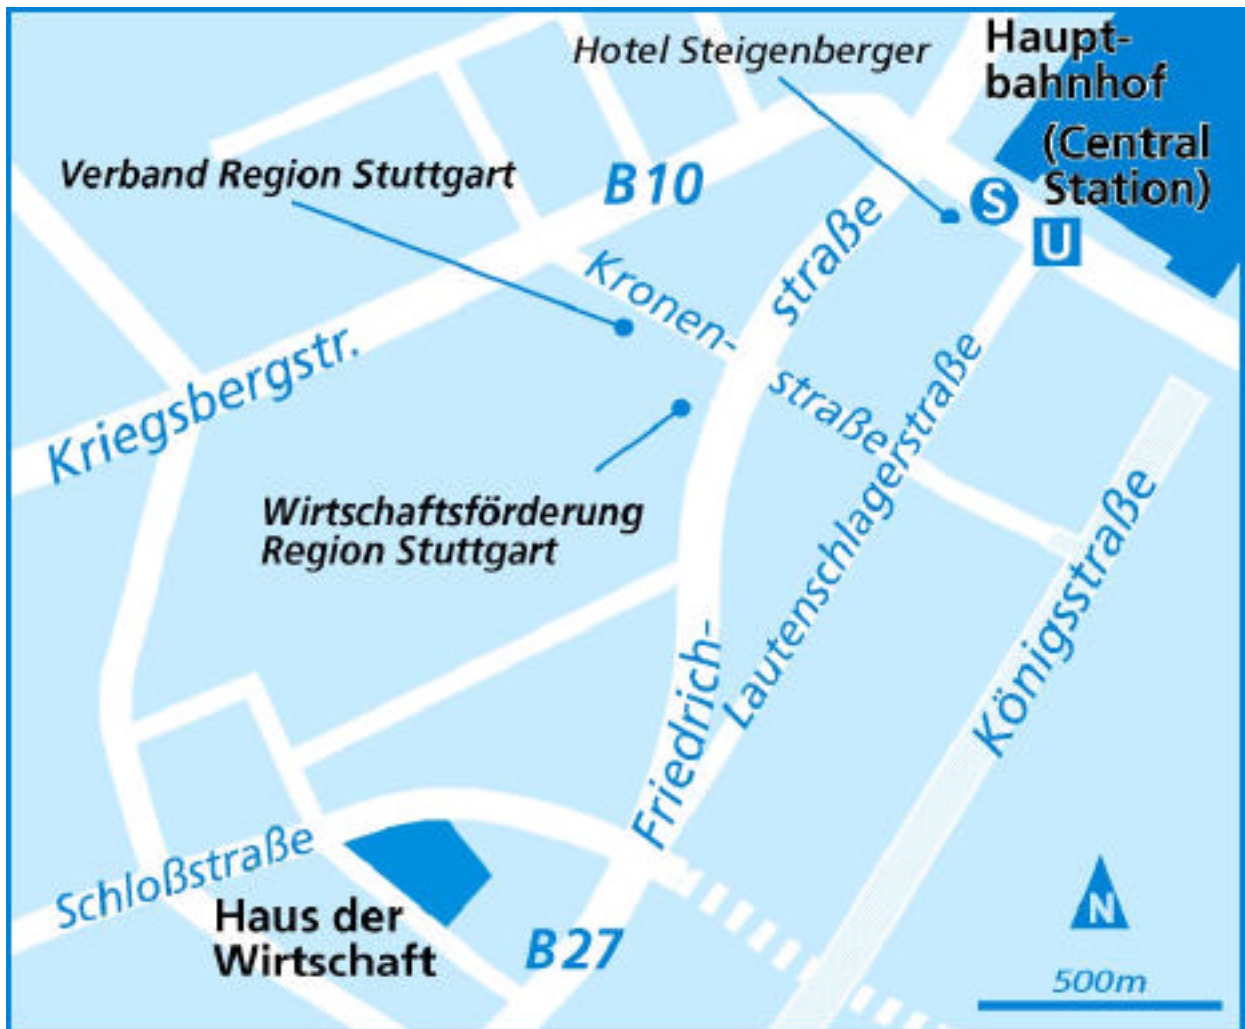 Hotel Steigenberger
Haupt-
bahnhof
(Central
Station)
Verband Region Stuttgart
B10
S
U
straße
Kronen-
straße
Kriegsbergstr.
Lautenschlagerstraße
Wirtschaftsförderung
Region Stuttgart
Königsstraße
Friedrich-
Schloßstraße
Haus der
Wirtschaft
B27
N
500m